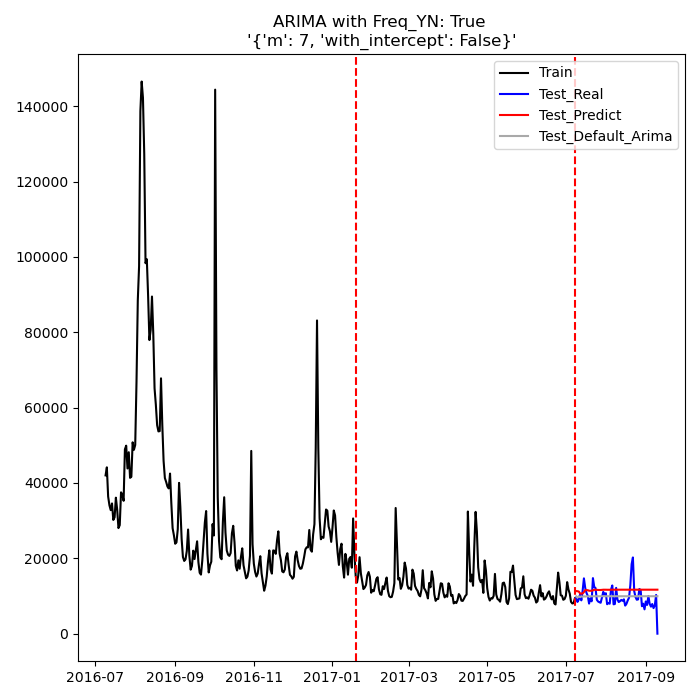 ARIMA with Freq_YN: True
'{'m': 7, 'with_intercept': False}'
Train
Test_Real
Test_Predict
Test_Default_Arima
140000
120000
100000
80000
60000
40000
20000
0
2016-07 2016-09 2016-11 2017-01 2017-03 2017-05 2017-07 2017-09